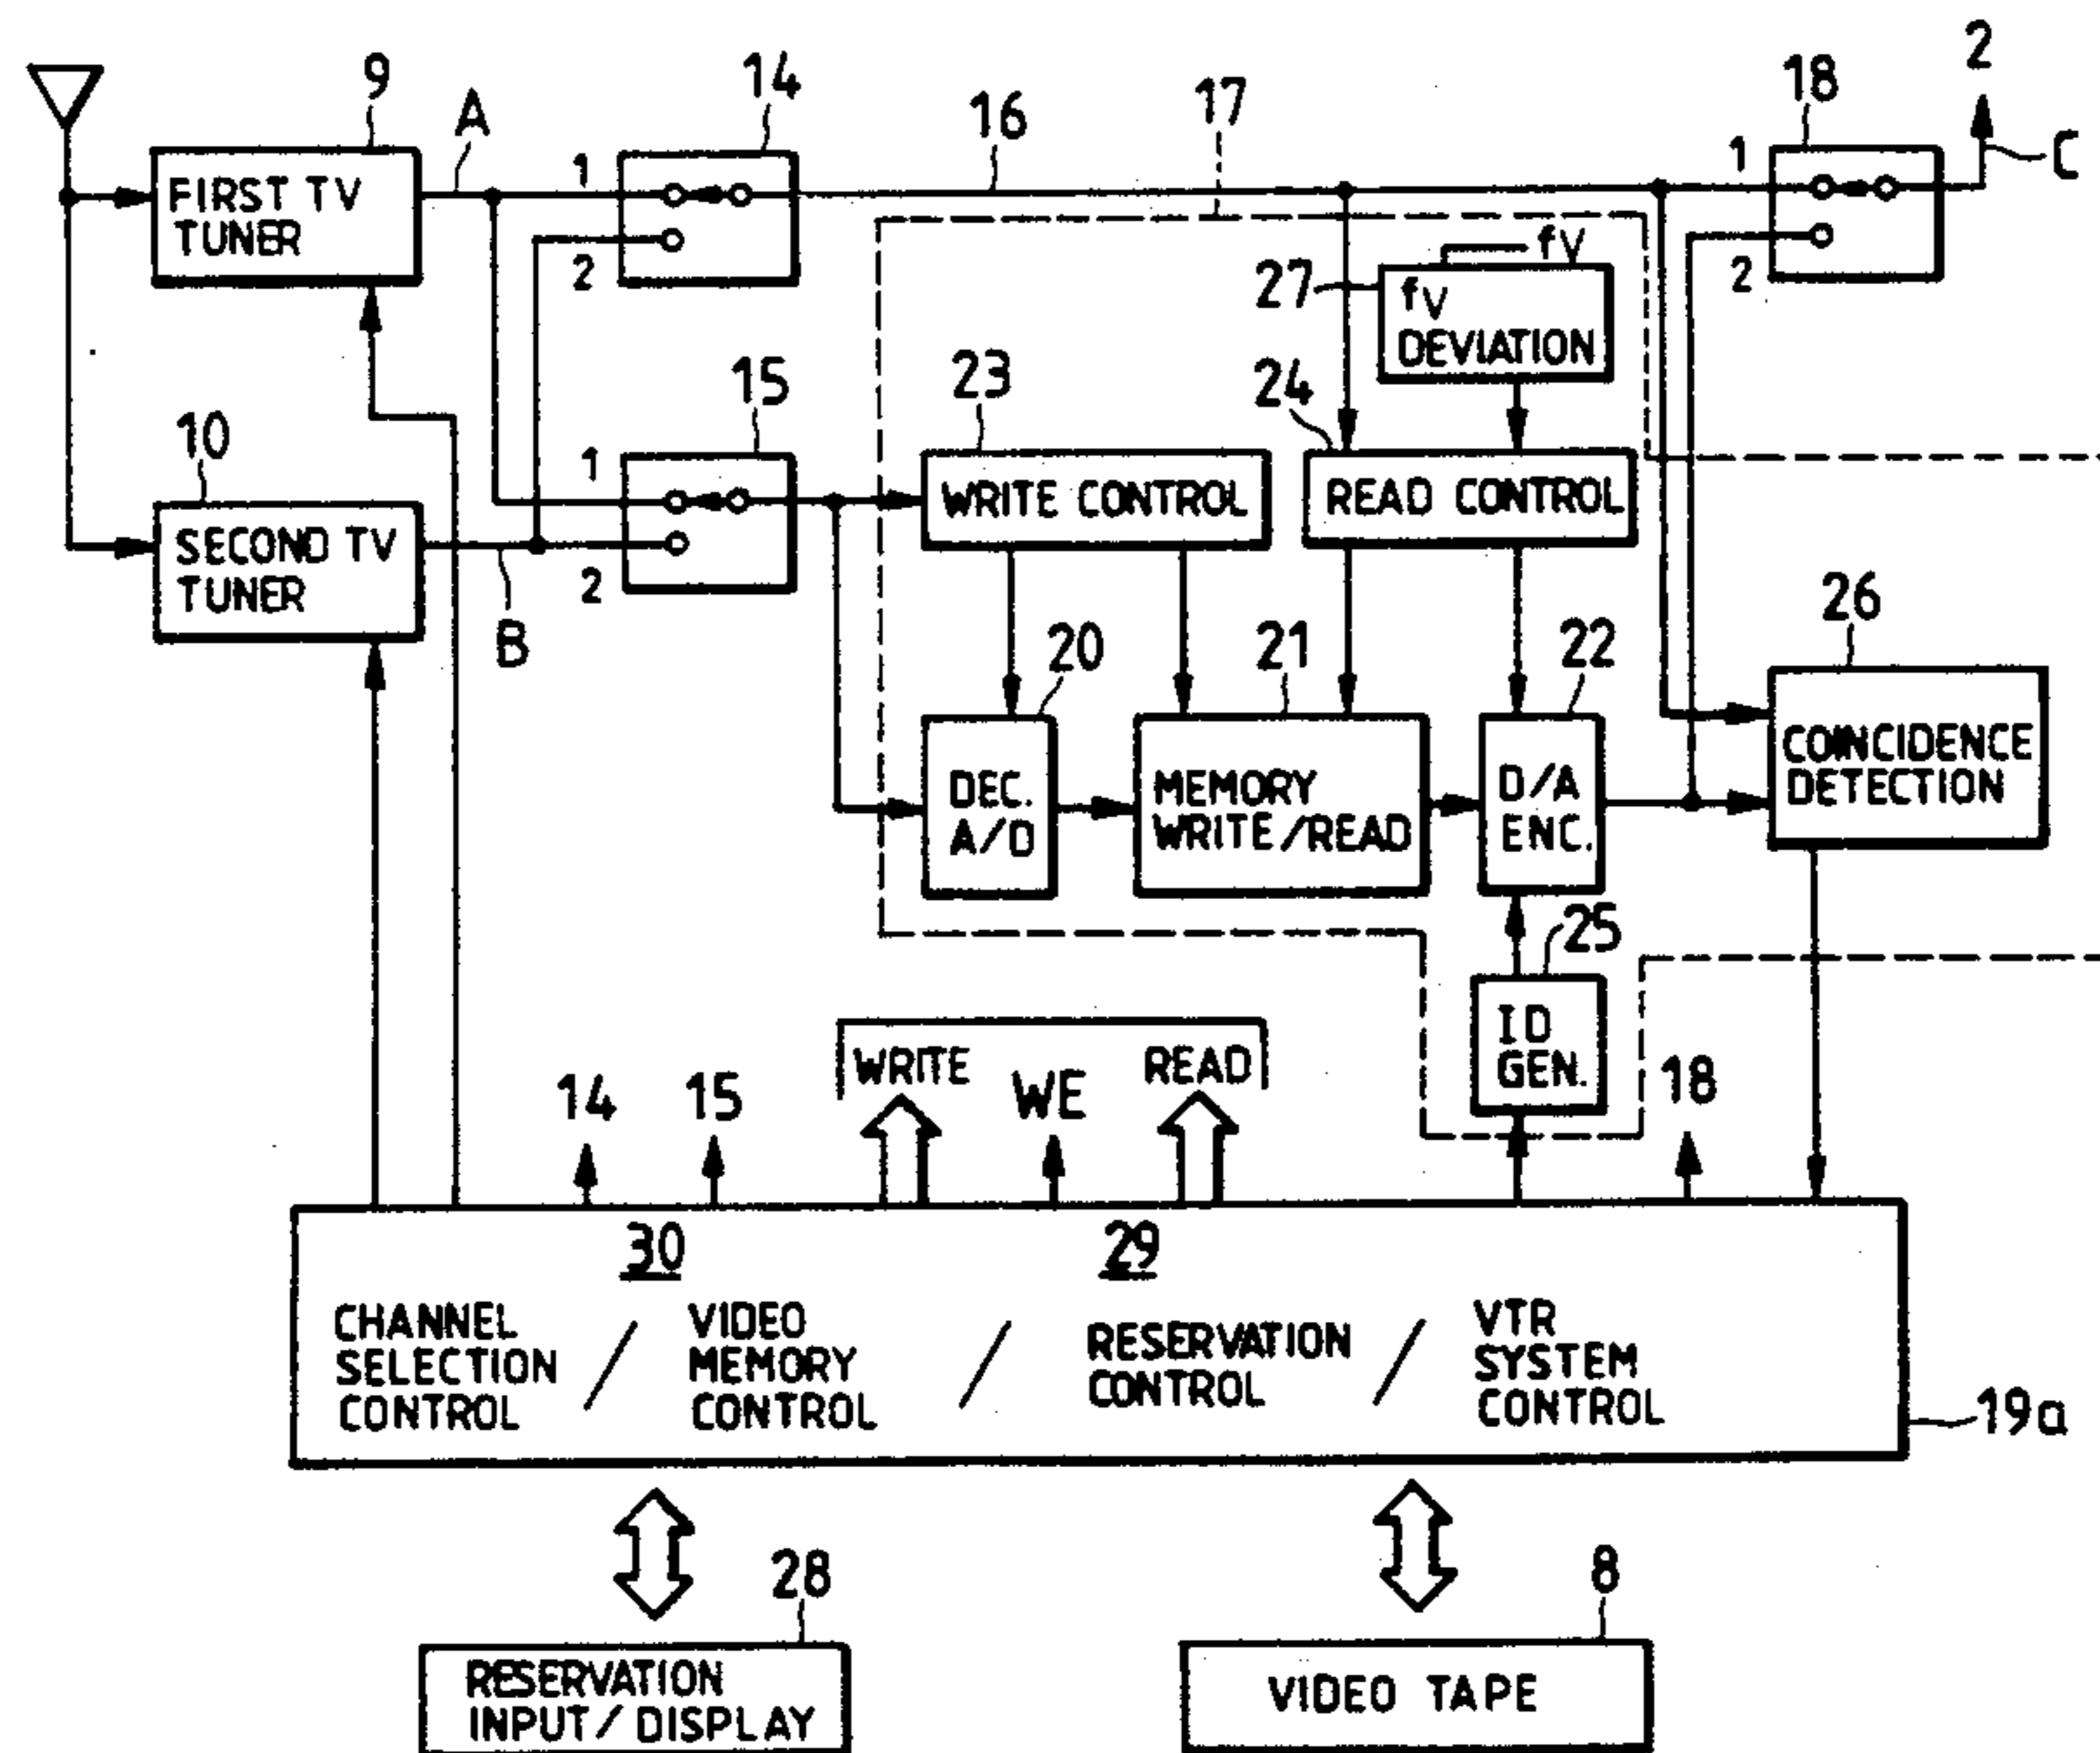 9
A
14
16
17
18
2
C
1
2
1
2
FIRST TV
TUNER
fV
27
fV
DEVIATION
10
15
23
24
1
2
SECOND TV
TUNER
B
WRITE CONTROL
READ CONTROL
20
21
22
26
DEC.
A/D
MEMORY
WRITE/READ
D/A
ENC.
COINCIDENCE
DETECTION
25
ID
GEN.
14
15
WRITE
WE
READ
18
30
29
CHANNEL
SELECTION
CONTROL
/
VIDEO
MEMORY
CONTROL
/
RESERVATION
CONTROL
/
VTR
SYSTEM
CONTROL
19a
28
8
RESERVATION
INPUT/DISPLAY
VIDEO TAPE